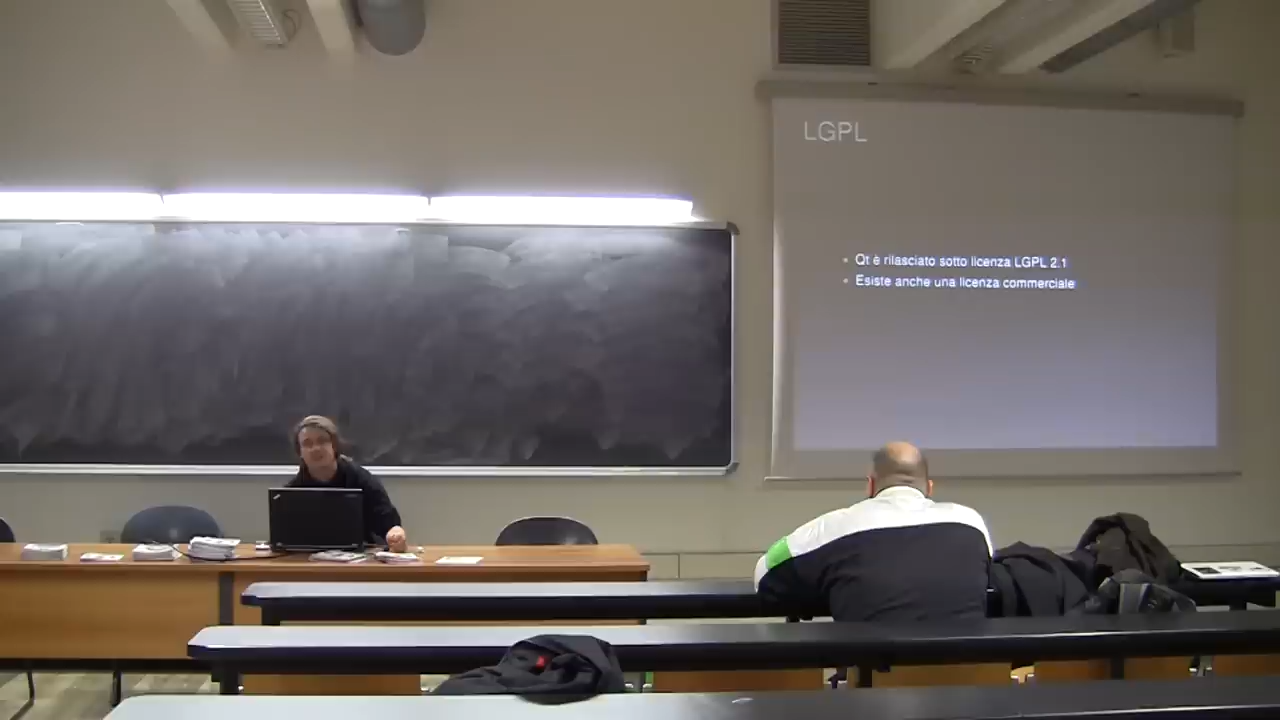 LGPL
Qt è rilasciato sotto licenza LGPL 2.1
Esiste anche una licenza commerciale